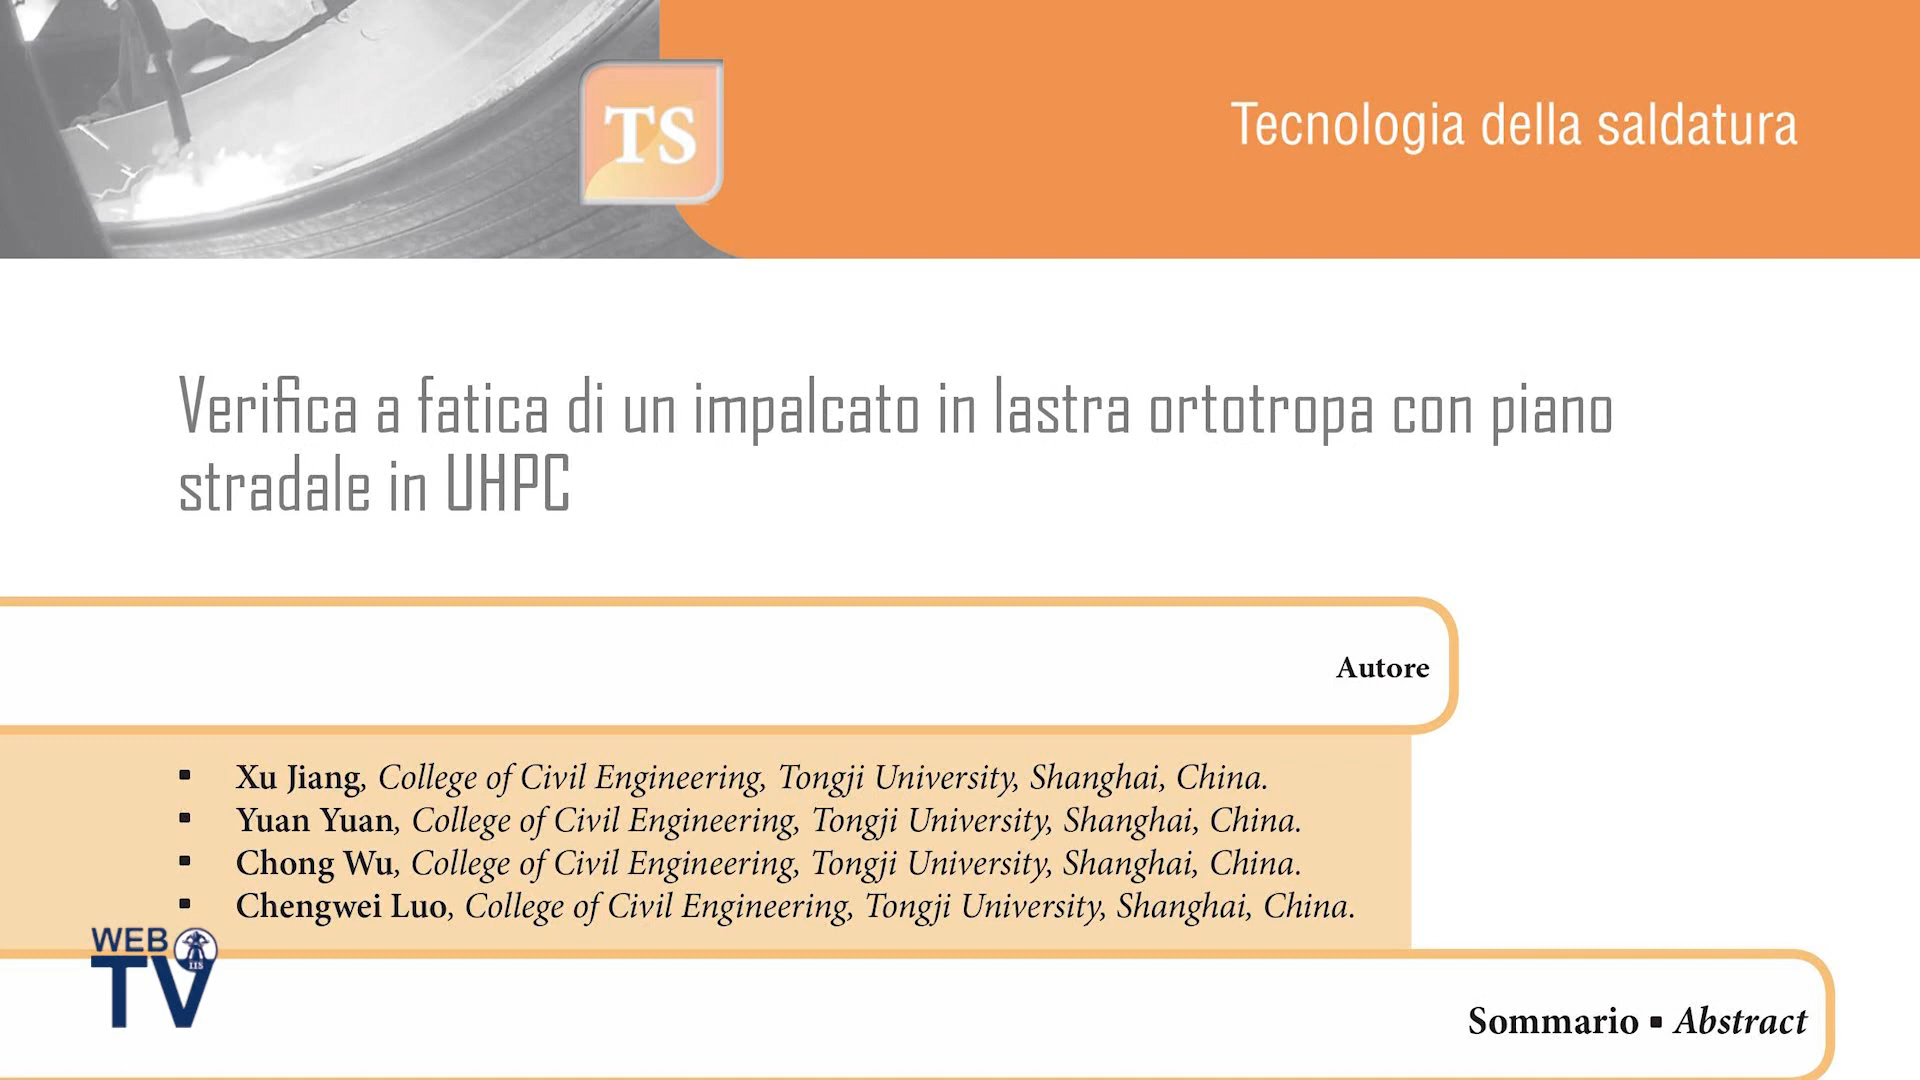 TS
Tecnologia della saldatura
Verifica a fatica di un impalcato in lastra ortotropa con piano
stradale in UHPC
Autore
▪ Xu Jiang, College of Civil Engineering, Tongji University, Shanghai, China.
▪ Yuan Yuan, College of Civil Engineering, Tongji University, Shanghai, China.
▪ Chong Wu, College of Civil Engineering, Tongji University, Shanghai, China.
▪ Chengwei Luo, College of Civil Engineering, Tongji University, Shanghai, China.
WEB
IIS
TV
Sommario ▪ Abstract